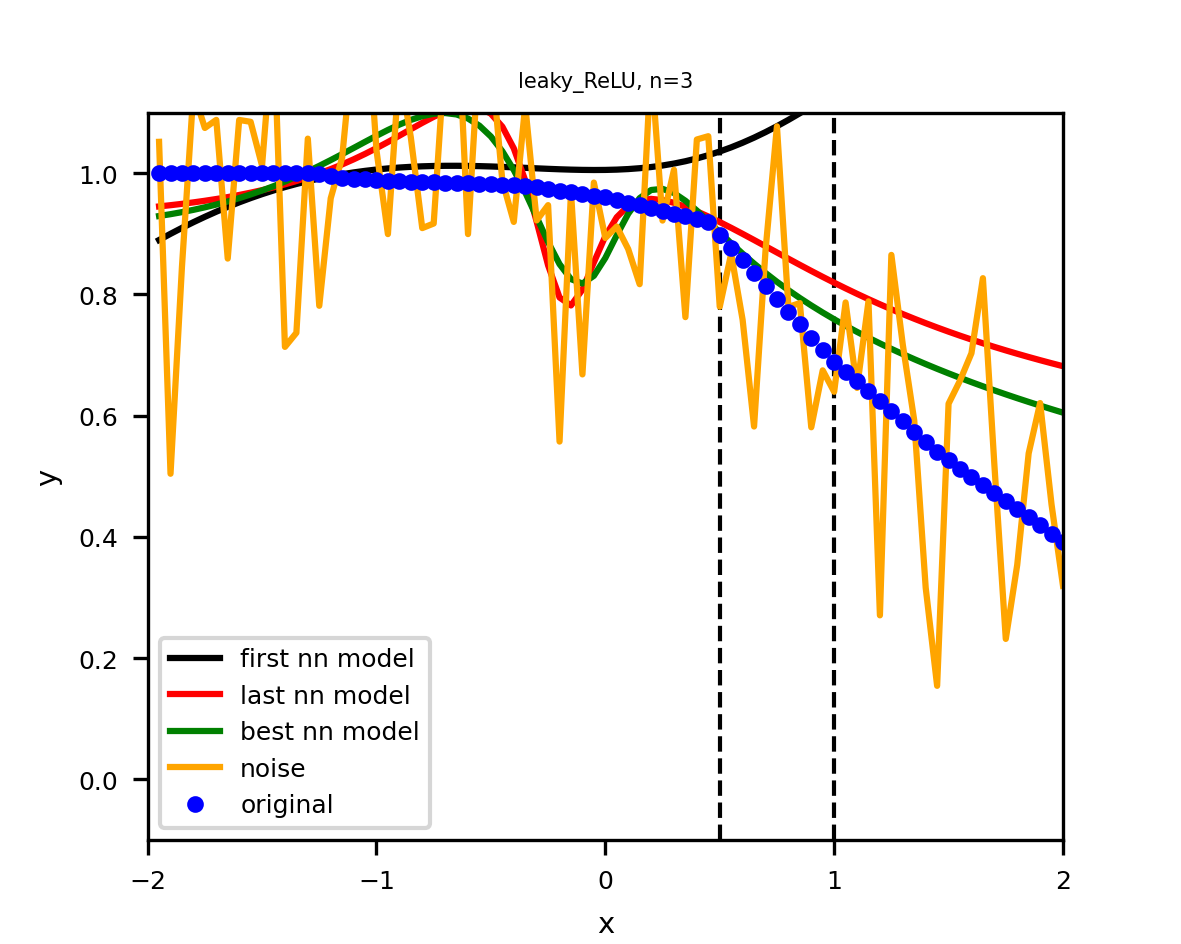 leaky_ReLU, n=3
y
1.0
0.8
0.6
0.4
0.2
0.0
first nn model
last nn model
best nn model
noise
original
−2 −1 0 1 2
x